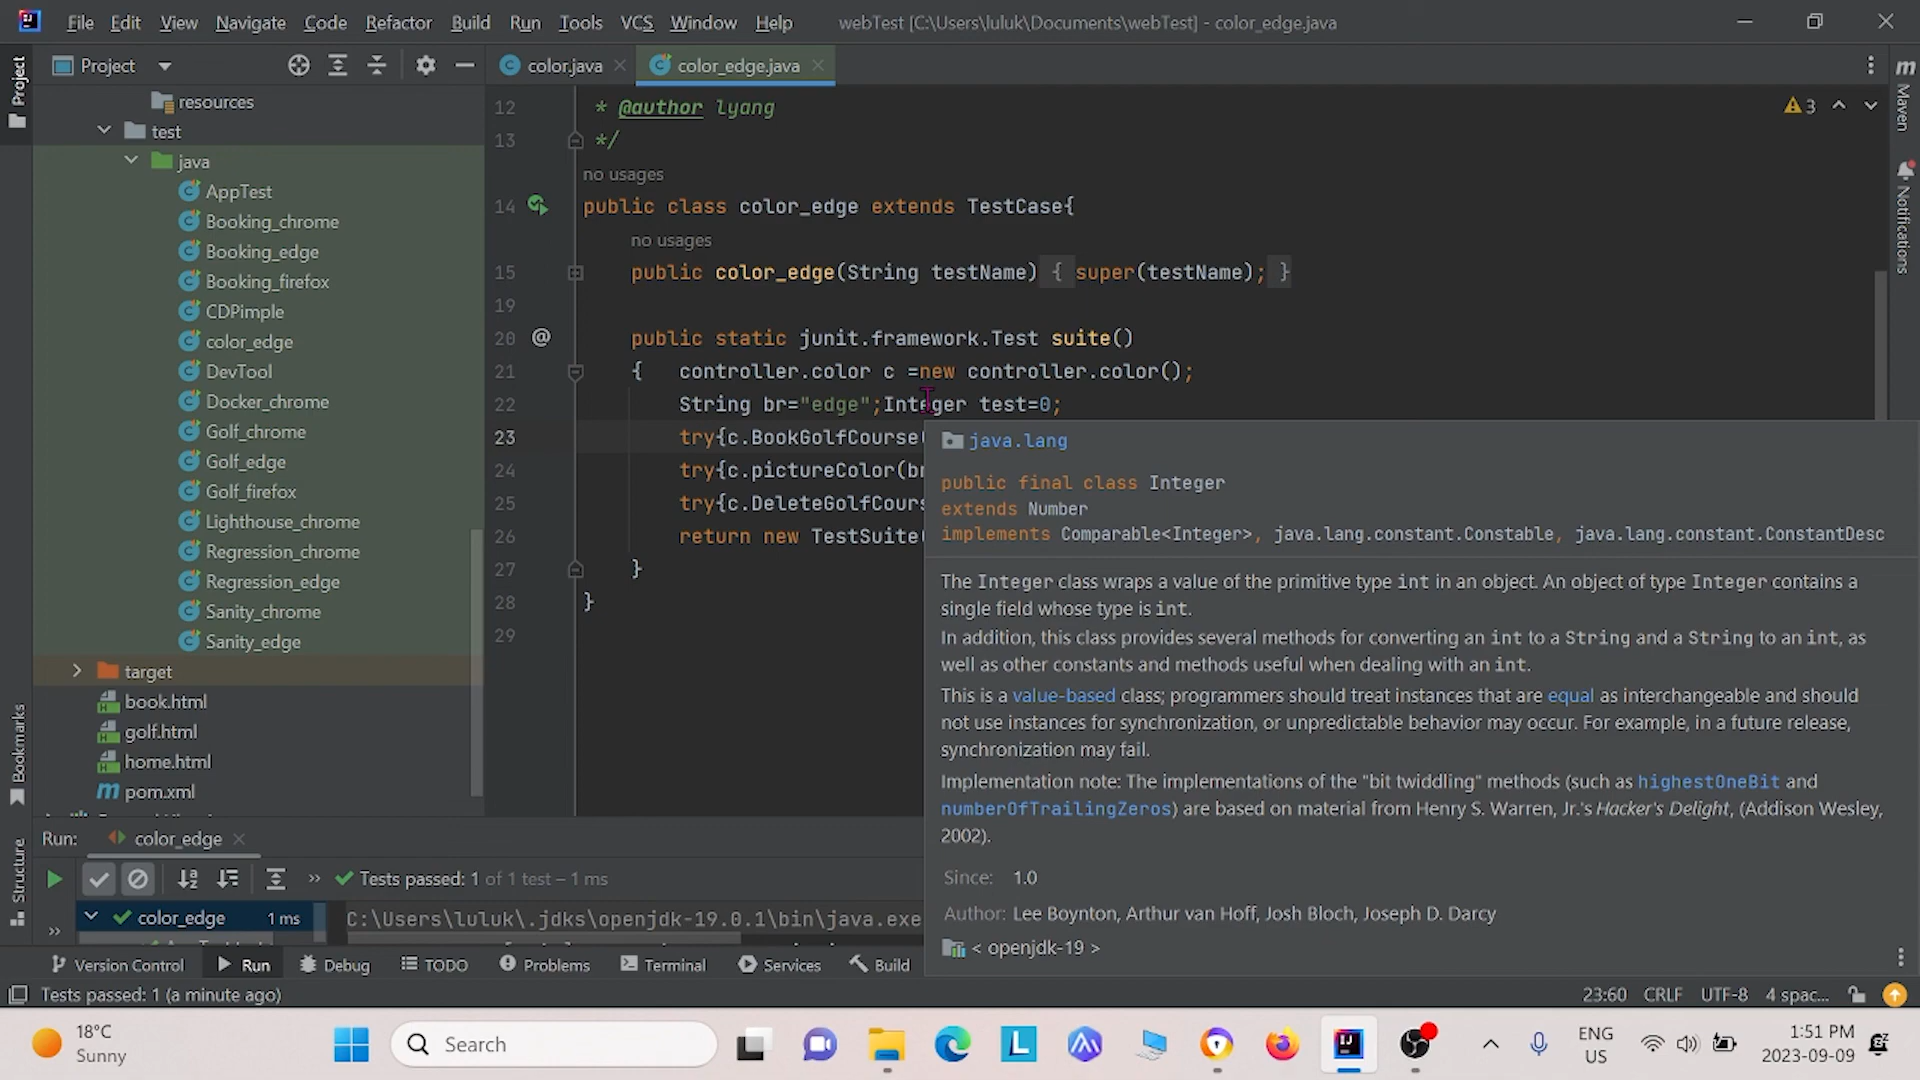 File Edit View Navigate Code Refactor Build Run Tools VCS Window Help webTest [C:\Users\luluk\Documents\webTest] - color_edge.java
Project
color.java
color_edge.java
Project
Maven
Notifications
Bookmarks
Structure
resources
test
java
AppTest
Booking_chrome
Booking_edge
Booking_firefox
CDPimple
color_edge
DevTool
Docker_chrome
Golf_chrome
Golf_edge
Golf_firefox
Lighthouse_chrome
Regression_chrome
Regression_edge
Sanity_chrome
Sanity_edge
target
book.html
golf.html
home.html
pom.xml
3
12 * @author lyang
13 */
no usages
14 public class color_edge extends TestCase{
no usages
15 public color_edge(String testName) { super(testName); }
19
20 @ public static junit.framework.Test suite()
21 { controller.color c =new controller.color();
22 String br="edge";Integer test=0;
23 try{c.BookGolfCourse(
24 try{c.pictureColor(br
25 try{c.DeleteGolfCours
26 return new TestSuite(
27 }
28 }
29
java.lang
public final class Integer
extends Number
implements Comparable<Integer>, java.lang.constant.Constable, java.lang.constant.ConstantDesc
The Integer class wraps a value of the primitive type int in an object. An object of type Integer contains a
single field whose type is int.
In addition, this class provides several methods for converting an int to a String and a String to an int, as
well as other constants and methods useful when dealing with an int.
This is a value-based class; programmers should treat instances that are equal as interchangeable and should
not use instances for synchronization, or unpredictable behavior may occur. For example, in a future release,
synchronization may fail.
Implementation note: The implementations of the "bit twiddling" methods (such as highestOneBit and
numberOfTrailingZeros) are based on material from Henry S. Warren, Jr.'s Hacker's Delight, (Addison Wesley,
2002).
Since: 1.0
Author: Lee Boynton, Arthur van Hoff, Josh Bloch, Joseph D. Darcy
< openjdk-19 >
Run: color_edge
Tests passed: 1 of 1 test – 1 ms
color_edge 1 ms
C:\Users\luluk\.jdks\openjdk-19.0.1\bin\java.exe
Version Control Run Debug TODO Problems Terminal Services Build
Tests passed: 1 (a minute ago)
23:60 CRLF UTF-8 4 spac...
18°C
Sunny
Search
ENG
US
1:51 PM
2023-09-09